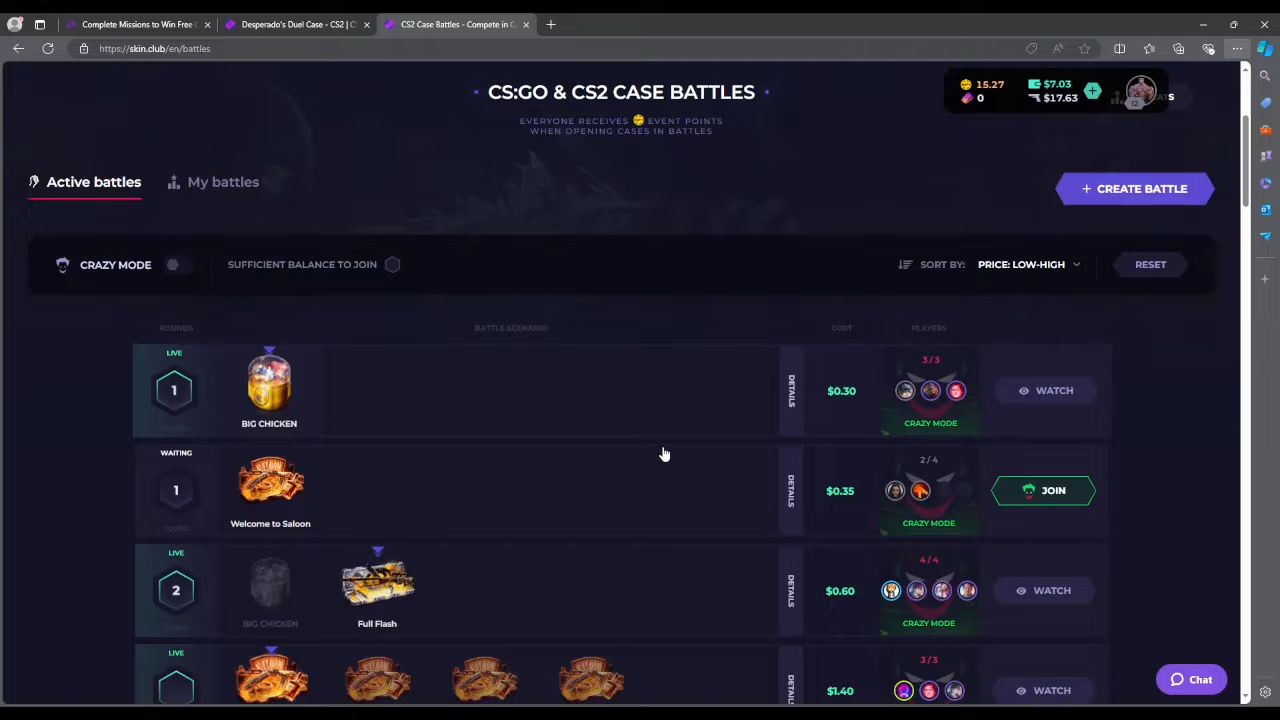 Complete Missions to Win Free C
Desperado's Duel Case - CS2 | C
CS2 Case Battles - Compete in C
https://skin.club/en/battles
CS:GO & CS2 CASE BATTLES
EVERYONE RECEIVES EVENT POINTS
WHEN OPENING CASES IN BATTLES
15.27
$7.03
0
$17.63
12
Active battles
My battles
+ CREATE BATTLE
CRAZY MODE
SUFFICIENT BALANCE TO JOIN
SORT BY: PRICE: LOW-HIGH
RESET
ROUNDS
BATTLE SCENARIO
COST
PLAYERS
LIVE
1
BIG CHICKEN
DETAILS
$0.30
3/3
CRAZY MODE
WATCH
WAITING
1
ROUND
Welcome to Saloon
DETAILS
$0.35
2/4
CRAZY MODE
JOIN
LIVE
2
BIG CHICKEN
Full Flash
DETAILS
$0.60
4/4
CRAZY MODE
WATCH
LIVE
DETAILS
$1.40
3/3
WATCH
Chat